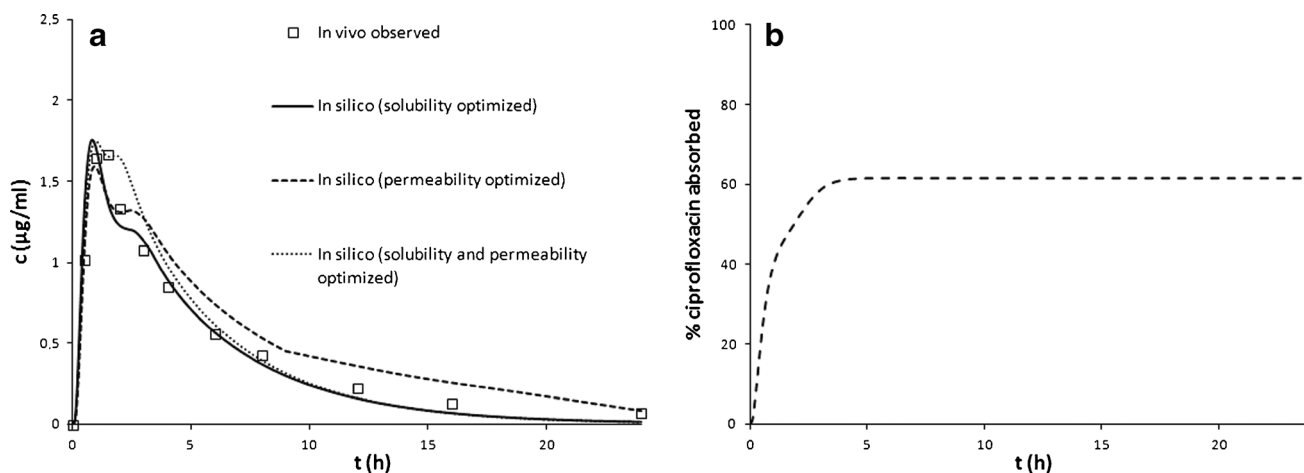 a
2,5
2
1,5
1
0,5
0
c (µg/ml)
0
5
10
15
20
t (h)
In vivo observed
In silico (solubility optimized)
In silico (permeability optimized)
In silico (solubility and permeability
optimized)
b
100
80
60
40
20
0
% ciprofloxacin absorbed
0
5
10
15
20
t (h)